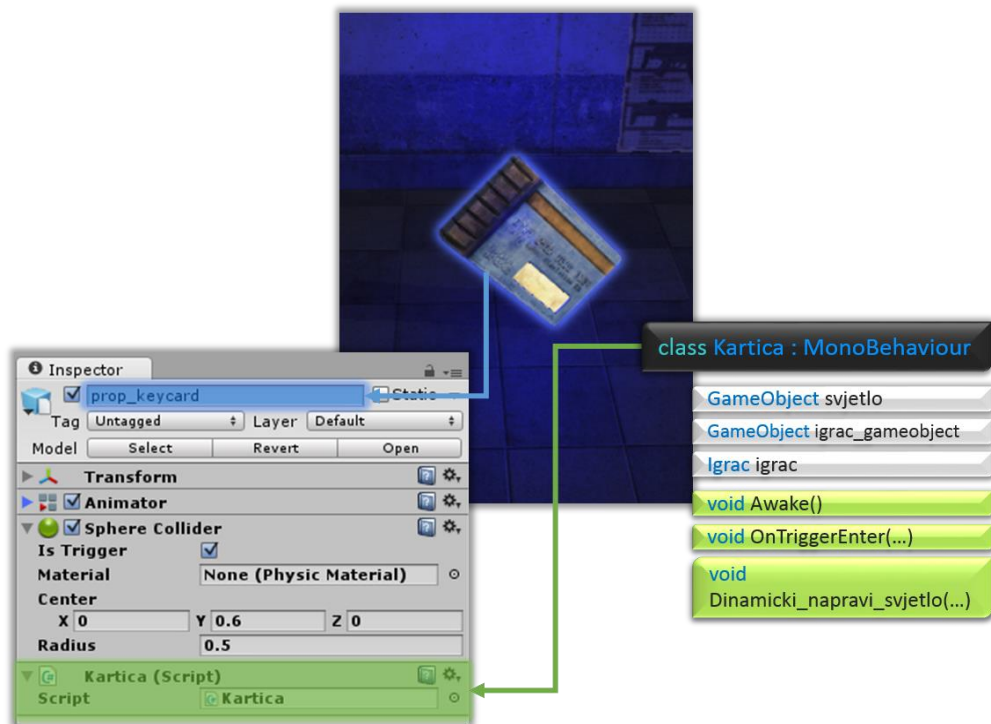 class Kartica : MonoBehaviour
Inspector
prop_keycard
Static
Tag Untagged Layer Default
Model Select Revert Open
Transform
Animator
Sphere Collider
Is Trigger
Material None (Physic Material)
Center
X 0 Y 0.6 Z 0
Radius 0.5
Kartica (Script)
Script Kartica
GameObject svjetlo
GameObject igrac_gameobject
Igrac igrac
void Awake()
void OnTriggerEnter(...)
void
Dinamicki_napravi_svjetlo(...)